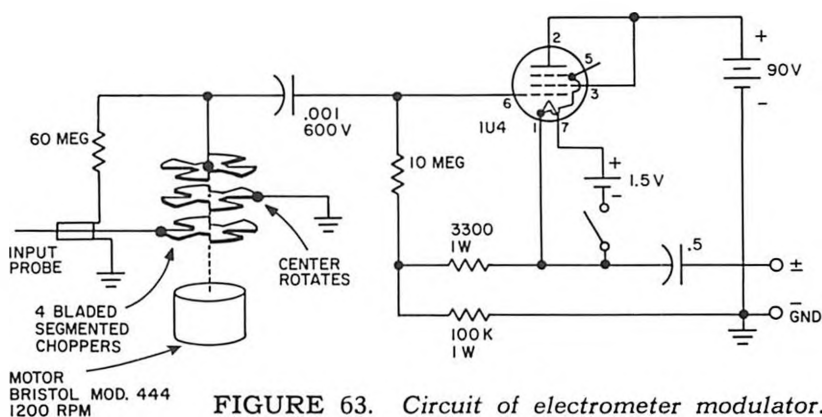 2
5
+
90V
-
6
3
.001
600V
1U4
1
7
60 MEG
10 MEG
+
1.5V
-
3300
1W
.5
±
INPUT
PROBE
CENTER
ROTATES
4 BLADED
SEGMENTED
CHOPPERS
100K
1W
-
GND
MOTOR
BRISTOL MOD. 444
1200 RPM
FIGURE 63. Circuit of electrometer modulator.